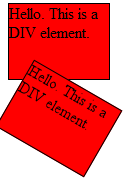 Hello. This is a
DIV element.
Hello. This is a
DIV element